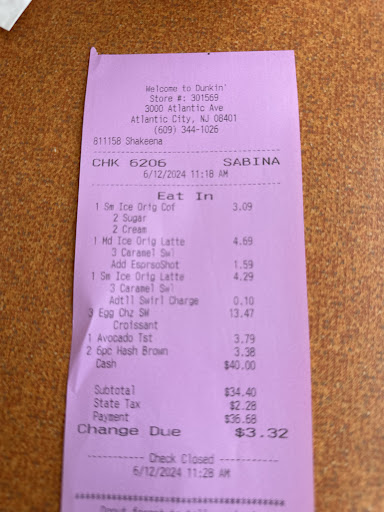 Welcome to Dunkin'
Store #: 301569
3000 Atlantic Ave
Atlantic City, NJ 08401
(609) 344-1026
811158 Shakeena
CHK 6206 SABINA
6/12/2024 11:18 AM
Eat In
1 Sm Ice Orig Cof 3.09
2 Sugar
2 Cream
1 Md Ice Orig Latte 4.69
3 Caramel Swl
Add EsprsoShot 1.59
1 Sm Ice Orig Latte 4.29
3 Caramel Swl
Adtll Swirl Charge 0.10
3 Egg Chz SW 13.47
Croissant
1 Avocado Tst 3.79
2 6pc Hash Brown 3.38
Cash $40.00
Subtotal $34.40
State Tax $2.28
Payment $36.68
Change Due $3.32
---------- Check Closed ----------
6/12/2024 11:28 AM